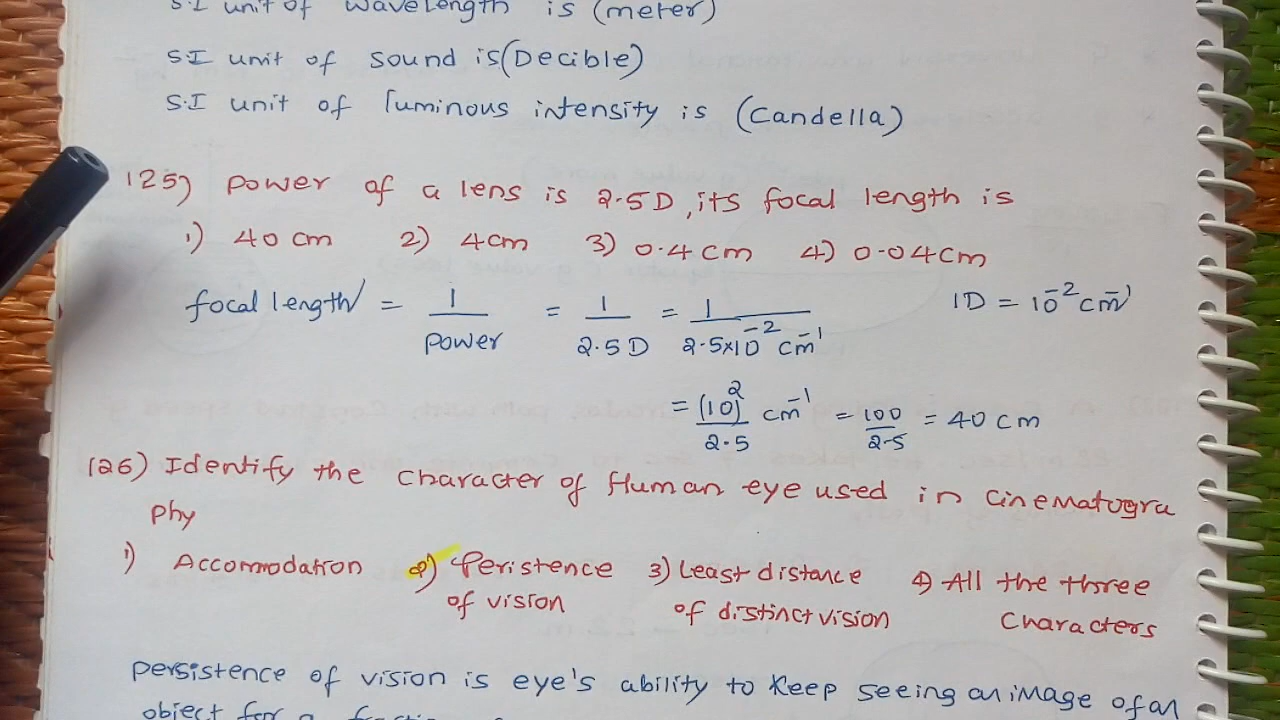 S.I unit of wavelength is (meter)
S.I unit of sound is (Decible)
S.I unit of luminous intensity is (Candella)
125) Power of a lens is 2.5D, its focal length is
1) 40 cm 2) 4cm 3) 0.4cm 4) 0.04cm
focal length = 1/power = 1/2.5D = 1/2.5×10⁻² cm⁻¹ 1D = 10⁻² cm⁻¹
= (10)²/2.5 cm⁻¹ = 100/2.5 = 40 cm
126) Identify the character of Human eye used in Cinematogra
phy
1) Accomodation 2) Peristence 3) Least distance 4) All the three
of vision of distinct vision Characters
Persistence of vision is eye's ability to keep seeing an image of an
object for a